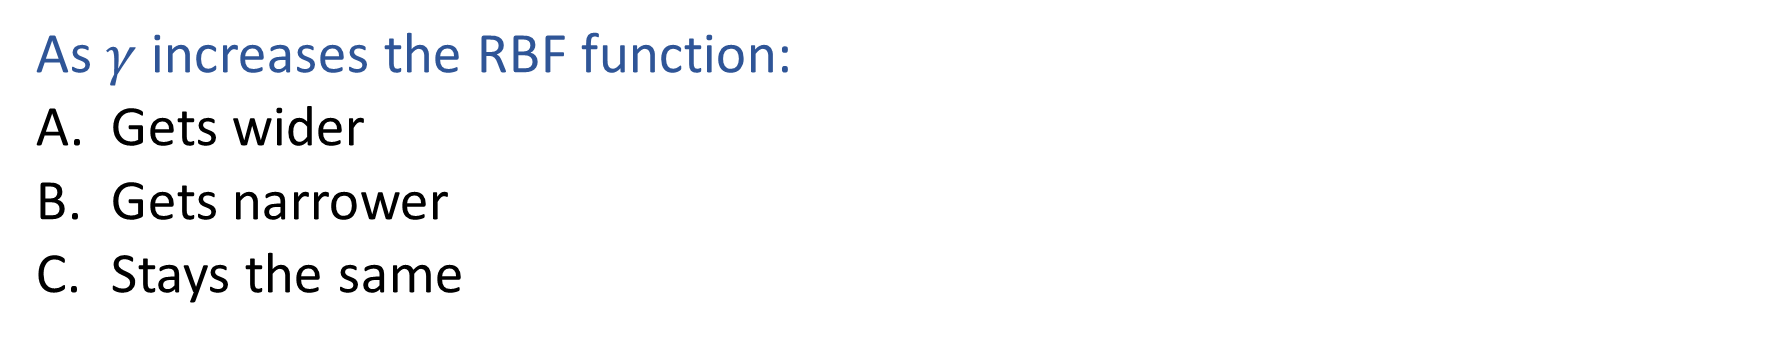 As γ increases the RBF function:
A. Gets wider
B. Gets narrower
C. Stays the same